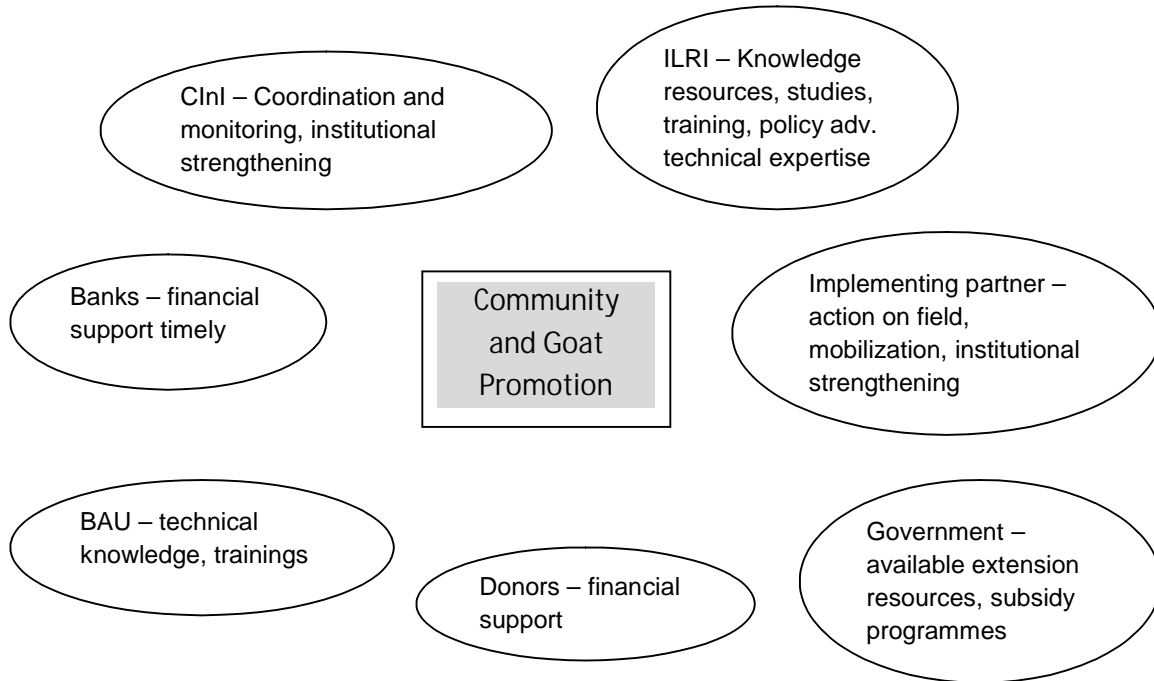 CInI – Coordination and
monitoring, institutional
strengthening
ILRI – Knowledge
resources, studies,
training, policy adv.
technical expertise
Banks – financial
support timely
Community
and Goat
Promotion
Implementing partner –
action on field,
mobilization, institutional
strengthening
BAU – technical
knowledge, trainings
Donors – financial
support
Government –
available extension
resources, subsidy
programmes